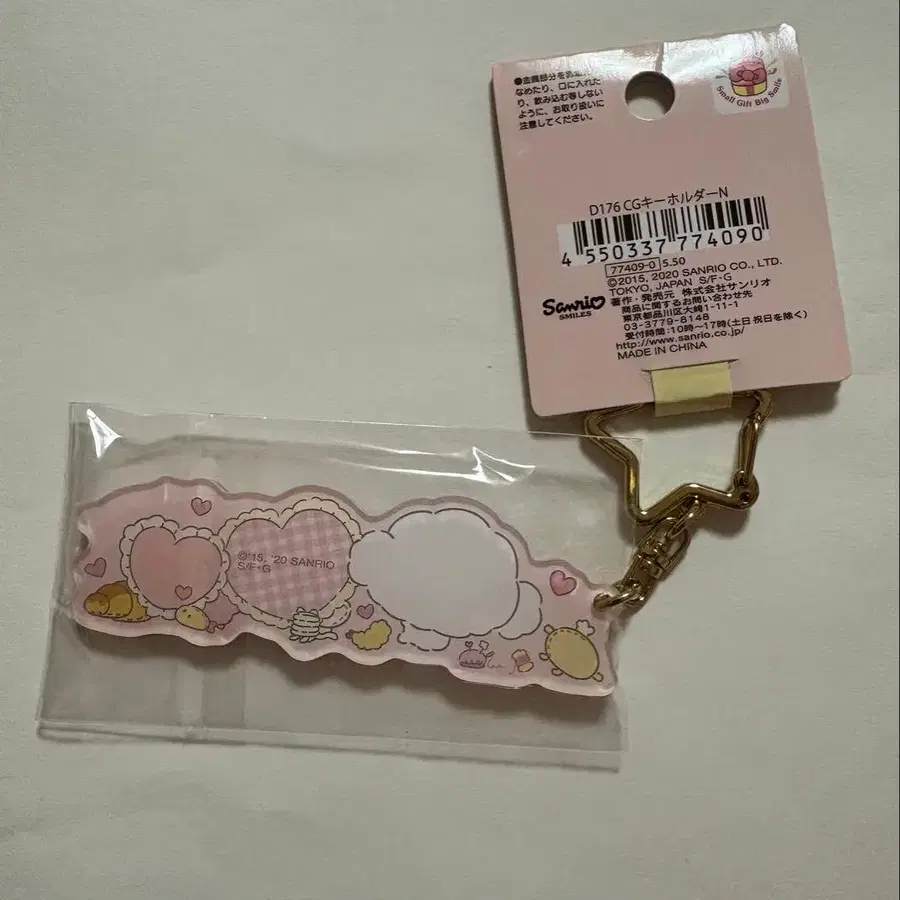 ●金属部分を
なめたり、口に入れた
り、飲み込む等しない
ように、お取り扱いに
注意してください。
Small Gift Big Smile
D176 CGキーホルダーN
4 550337 774090
77409-0 5.50
©2015, 2020 SANRIO CO., LTD.
TOKYO, JAPAN S/F・G
Sanrio
SMILES
著作・発売元 株式会社サンリオ
商品に関するお問い合わせ先
東京都品川区大崎1-11-1
03-3779-8148
受付時間:10時〜17時(土日祝日を除く)
http://www.sanrio.co.jp/
MADE IN CHINA
©'15, '20 SANRIO
S/F・G